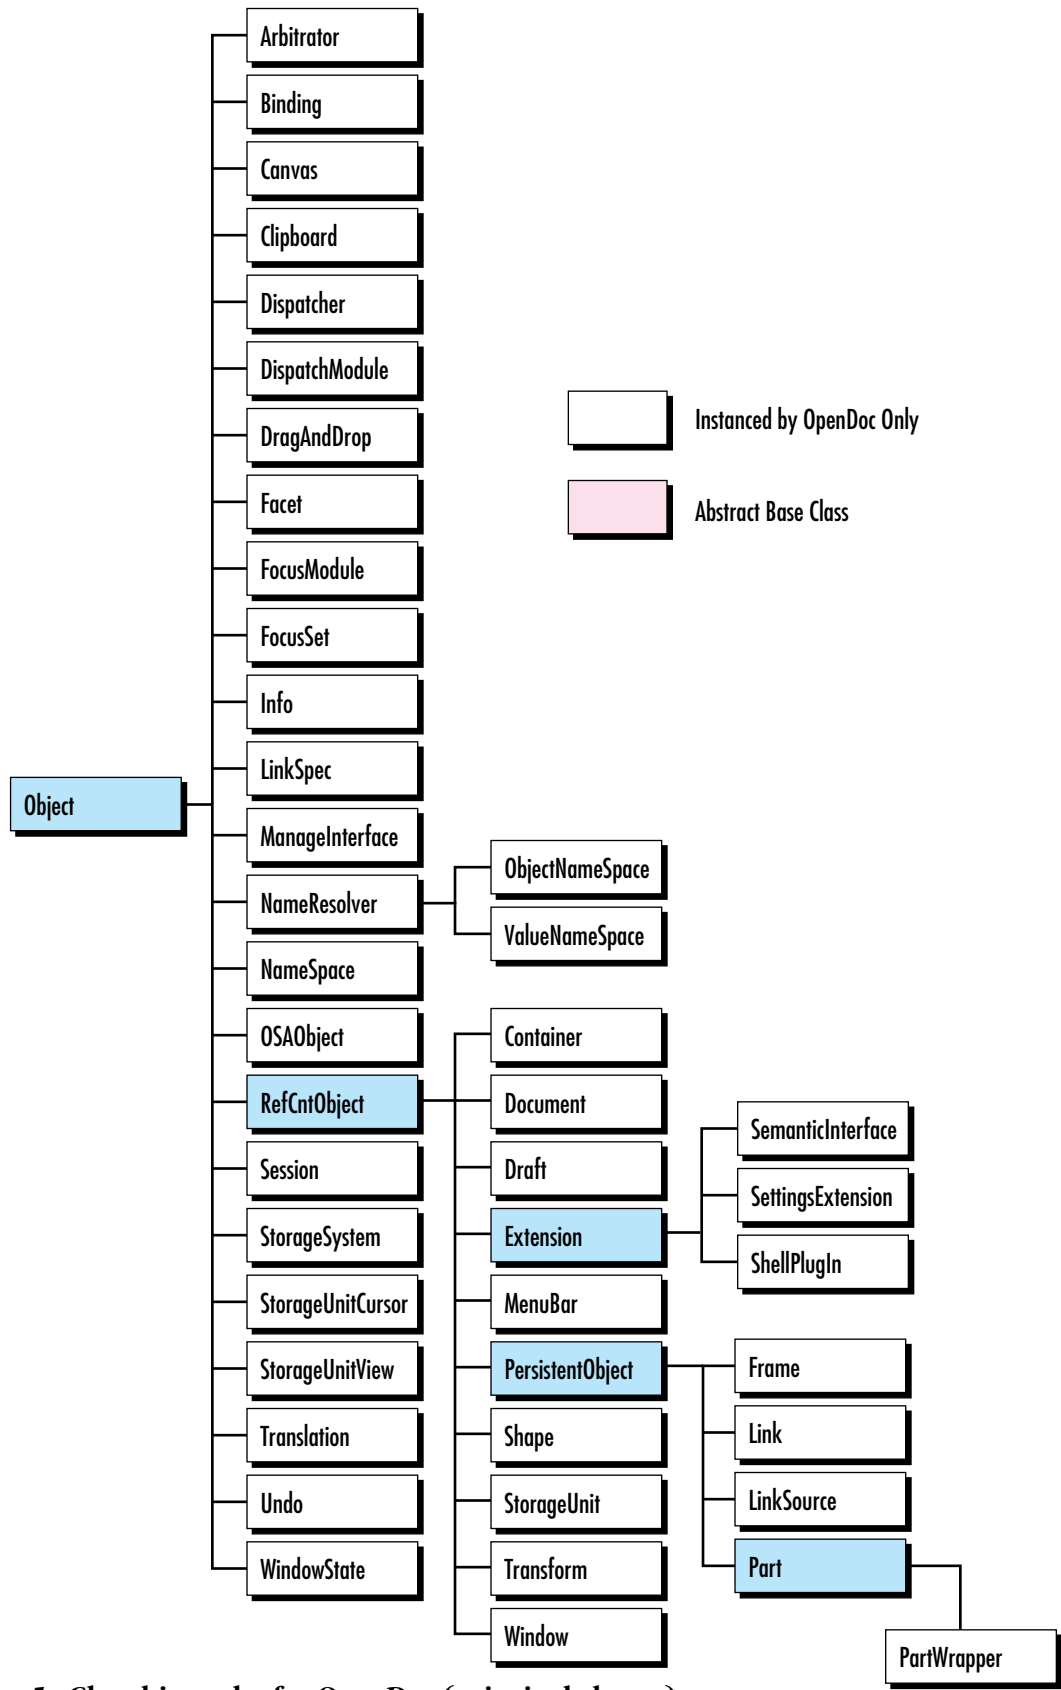 Arbitrator
Binding
Canvas
Clipboard
Dispatcher
DispatchModule
DragAndDrop
Facet
FocusModule
FocusSet
Info
LinkSpec
Object
ManageInterface
NameResolver
NameSpace
OSAObject
RefCntObject
Session
StorageSystem
StorageUnitCursor
StorageUnitView
Translation
Undo
WindowState
Instanced by OpenDoc Only
Abstract Base Class
ObjectNameSpace
ValueNameSpace
Container
Document
Draft
Extension
MenuBar
PersistentObject
Shape
StorageUnit
Transform
Window
SemanticInterface
SettingsExtension
ShellPlugIn
Frame
Link
LinkSource
Part
PartWrapper